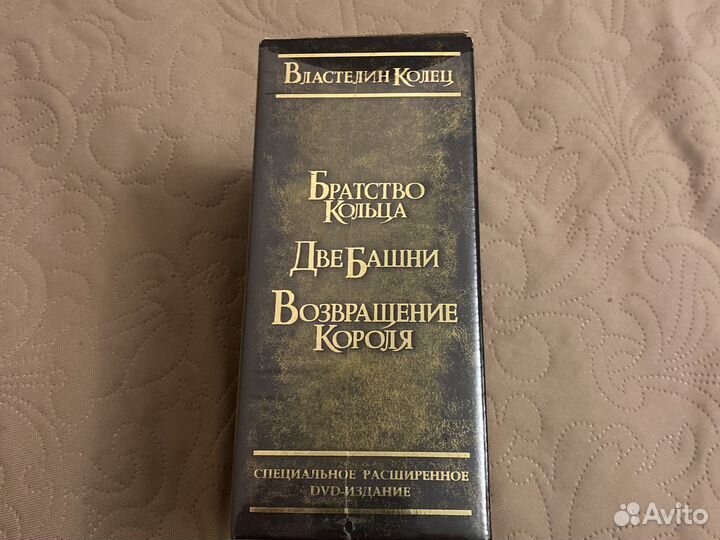 Властелин Колец
Братство
Кольца
Две Башни
Возвращение
Короля
СПЕЦИАЛЬНОЕ РАСШИРЕННОЕ
DVD-ИЗДАНИЕ
Avito